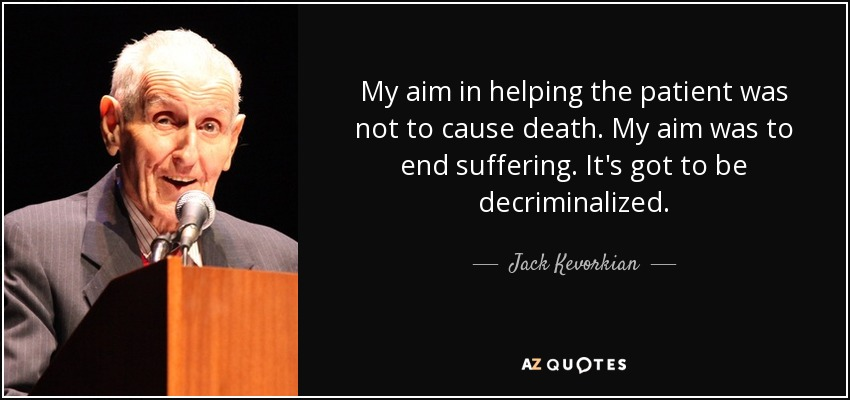 My aim in helping the patient was
not to cause death. My aim was to
end suffering. It's got to be
decriminalized.
Jack Kevorkian
AZ QUOTES